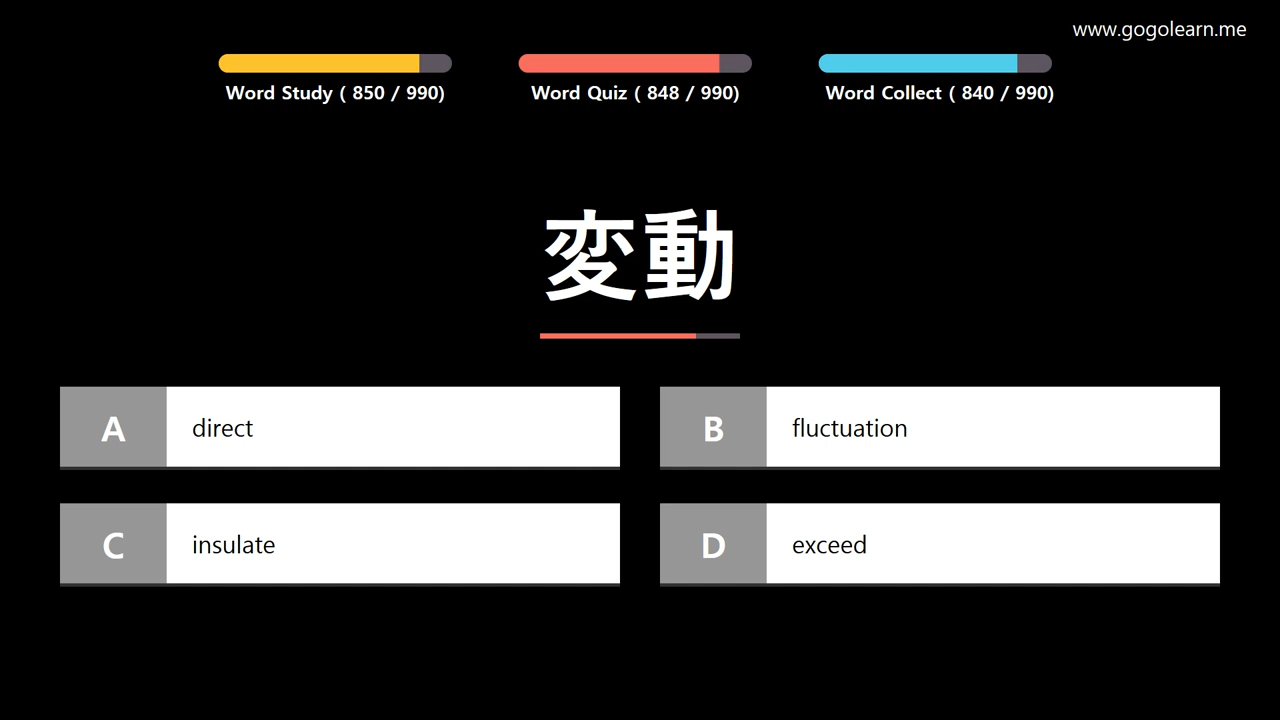 www.gogolearn.me
Word Study ( 850 / 990)
Word Quiz ( 848 / 990)
Word Collect ( 840 / 990)
変動
A direct
B fluctuation
C insulate
D exceed